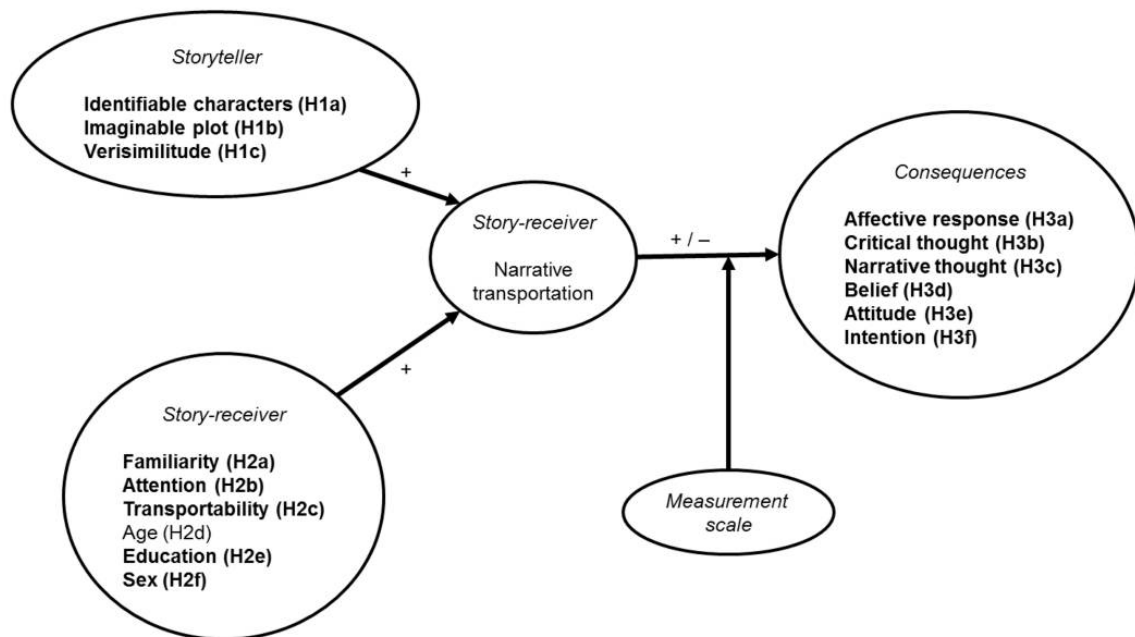 Storyteller
Identifiable characters (H1a)
Imaginable plot (H1b)
Verisimilitude (H1c)
+
Story-receiver
Narrative
transportation
+ / –
Consequences
Affective response (H3a)
Critical thought (H3b)
Narrative thought (H3c)
Belief (H3d)
Attitude (H3e)
Intention (H3f)
+
Story-receiver
Familiarity (H2a)
Attention (H2b)
Transportability (H2c)
Age (H2d)
Education (H2e)
Sex (H2f)
Measurement
scale